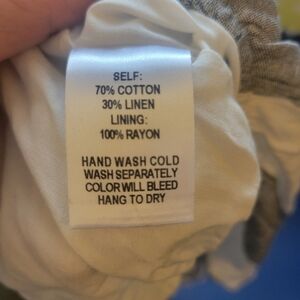 SELF:
70% COTTON
30% LINEN
LINING:
100% RAYON
HAND WASH COLD
WASH SEPARATELY
COLOR WILL BLEED
HANG TO DRY